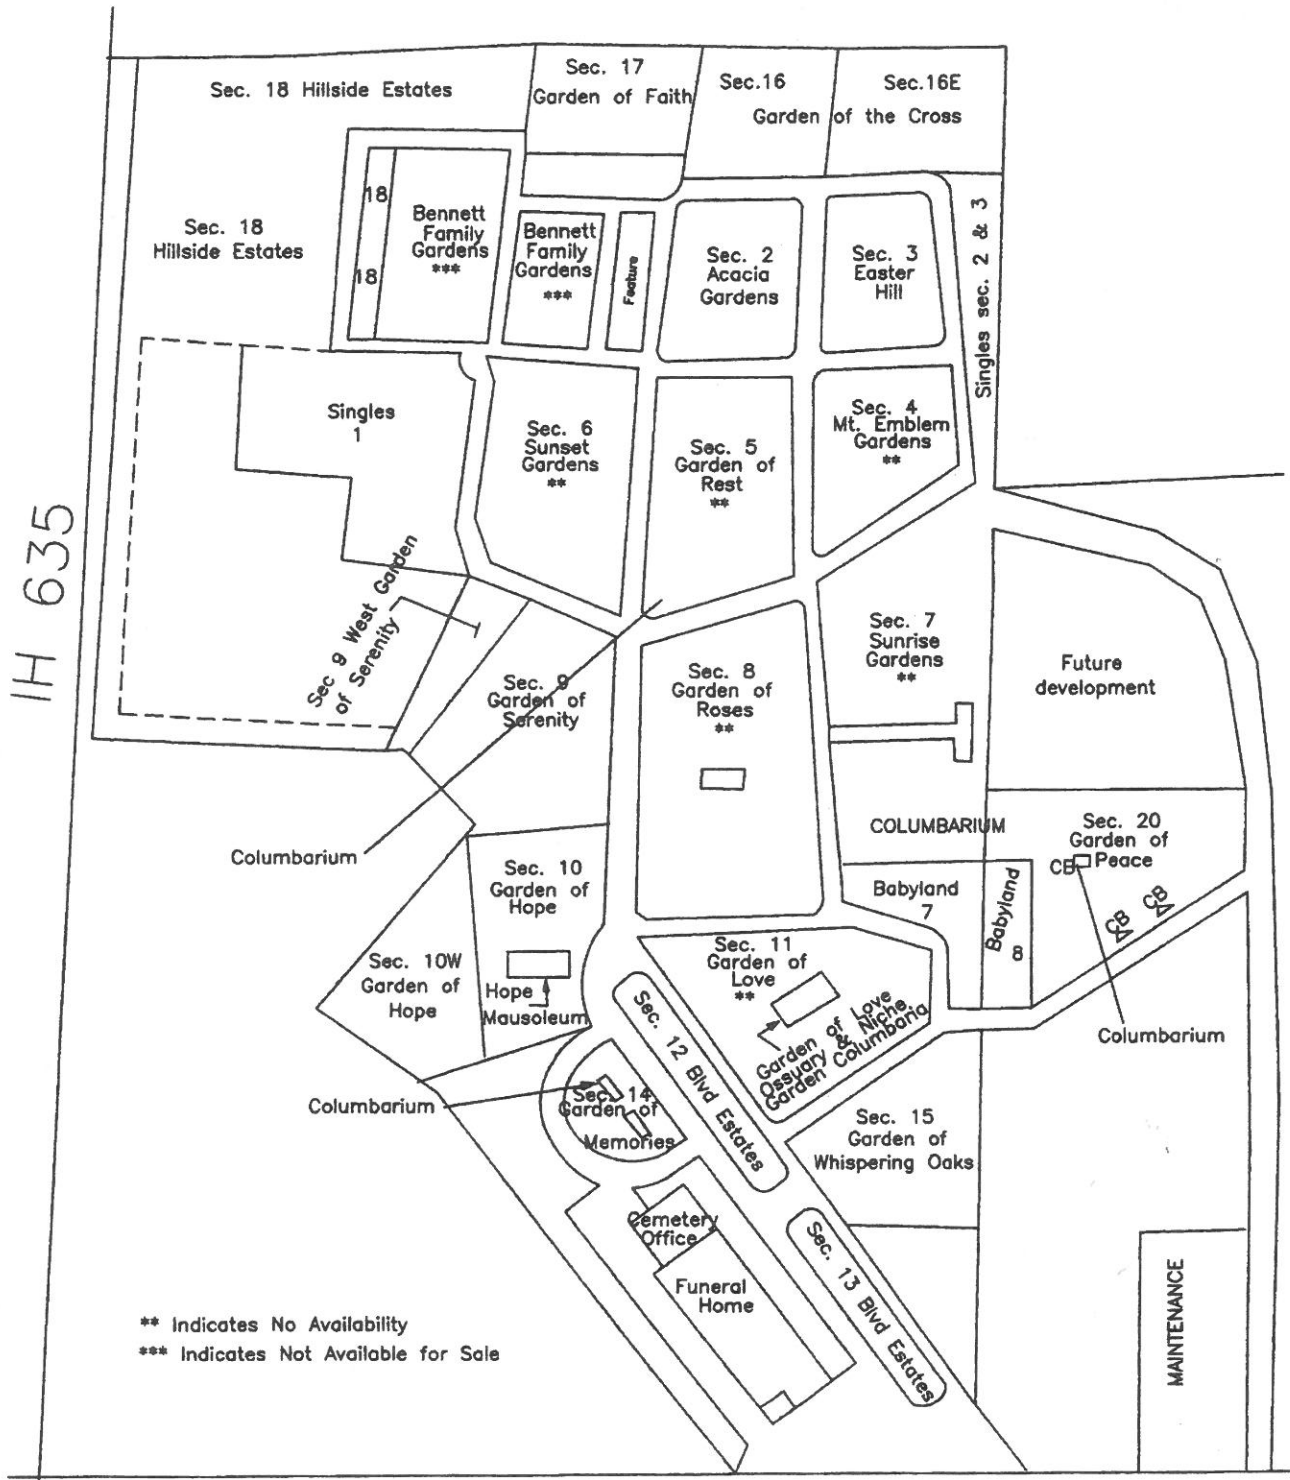 Sec. 18 Hillside Estates
Sec. 17
Garden of Faith
Sec.16
Sec.16E
Garden of the Cross
18
18
Bennett
Family
Gardens
***
Sec. 18
Hillside Estates
Bennett
Family
Gardens
***
Feature
Sec. 2
Acacia
Gardens
Sec. 3
Easter
Hill
Singles sec. 2 & 3
Singles
1
Sec. 6
Sunset
Gardens
**
Sec. 5
Garden of
Rest
**
Sec. 4
Mt. Emblem
Gardens
**
IH 635
Sec 9 West Garden
of Serenity
Sec. 9
Garden of
Serenity
Sec. 8
Garden of
Roses
**
Sec. 7
Sunrise
Gardens
**
Future
development
Columbarium
COLUMBARIUM
Sec. 20
Garden of
Peace
CB
CB
CB
Sec. 10
Garden of
Hope
Babyland
7
Babyland
8
Sec. 10W
Garden of
Hope
Hope
Mausoleum
Sec. 11
Garden of
Love
**
Garden of Love
Ossuary & Niche
Garden Columbaria
Columbarium
Sec. 12 Blvd Estates
Columbarium
Sec. 14
Garden of
Memories
Sec. 15
Garden of
Whispering Oaks
Cemetery
Office
Funeral
Home
Sec. 13 Blvd Estates
MAINTENANCE
** Indicates No Availability
*** Indicates Not Available for Sale